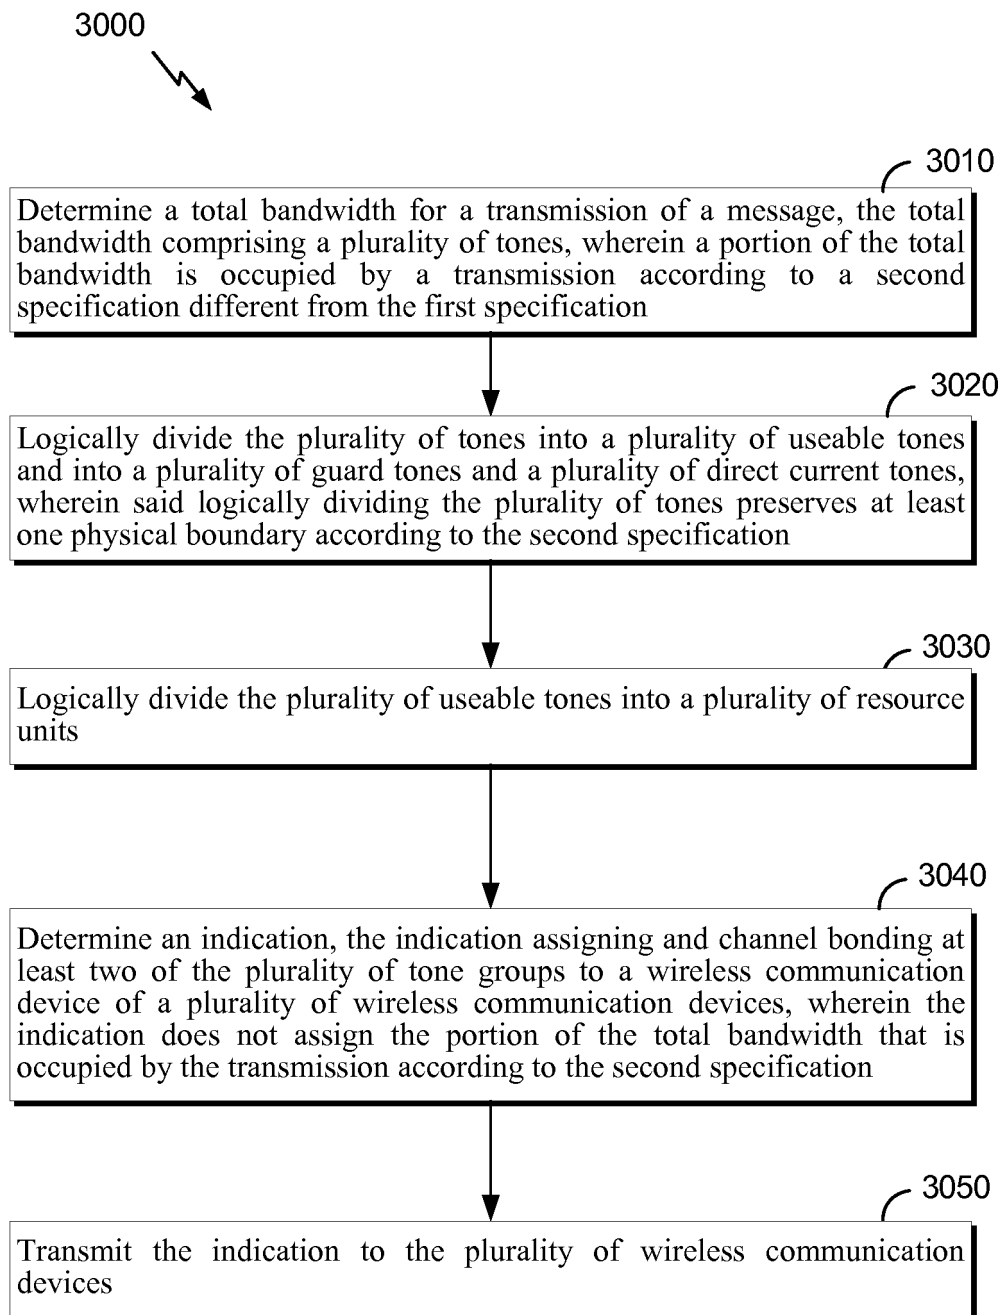 3000
3010
Determine a total bandwidth for a transmission of a message, the total
bandwidth comprising a plurality of tones, wherein a portion of the total
bandwidth is occupied by a transmission according to a second
specification different from the first specification
3020
Logically divide the plurality of tones into a plurality of useable tones
and into a plurality of guard tones and a plurality of direct current tones,
wherein said logically dividing the plurality of tones preserves at least
one physical boundary according to the second specification
3030
Logically divide the plurality of useable tones into a plurality of resource
units
3040
Determine an indication, the indication assigning and channel bonding at
least two of the plurality of tone groups to a wireless communication
device of a plurality of wireless communication devices, wherein the
indication does not assign the portion of the total bandwidth that is
occupied by the transmission according to the second specification
3050
Transmit the indication to the plurality of wireless communication
devices